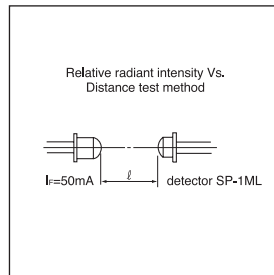 Relative radiant intensity Vs.
Distance test method
IF=50mA
ℓ
detector SP-1ML